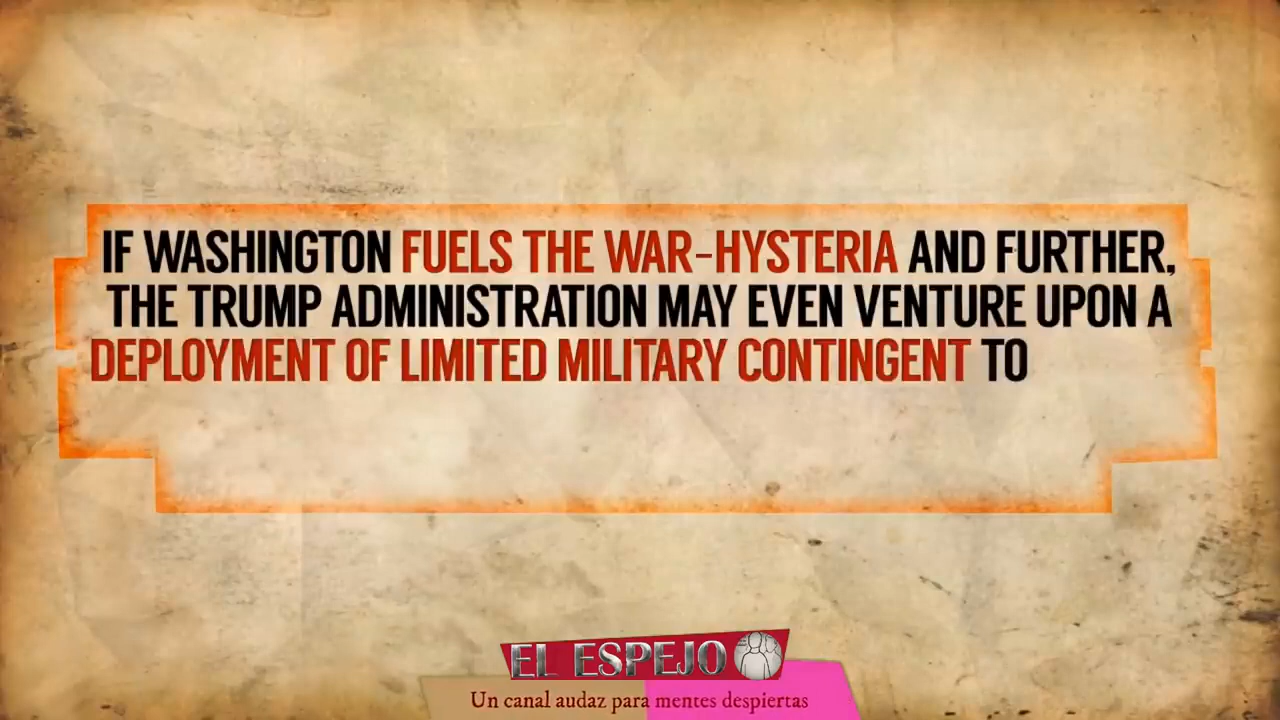 IF WASHINGTON FUELS THE WAR-HYSTERIA AND FURTHER,
THE TRUMP ADMINISTRATION MAY EVEN VENTURE UPON A
DEPLOYMENT OF LIMITED MILITARY CONTINGENT TO
EL ESPEJO
Un canal audaz para mentes despiertas